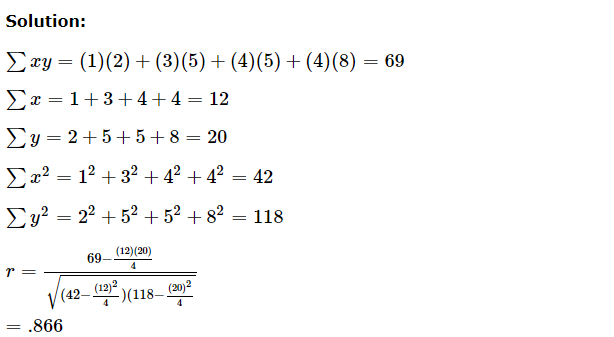 Solution:
∑ xy = (1)(2) + (3)(5) + (4)(5) + (4)(8) = 69
∑ x = 1 + 3 + 4 + 4 = 12
∑ y = 2 + 5 + 5 + 8 = 20
∑ x² = 1² + 3² + 4² + 4² = 42
∑ y² = 2² + 5² + 5² + 8² = 118
r = (69 − (12)(20)/4) / √((42 − (12)²/4)(118 − (20)²/4))
= .866